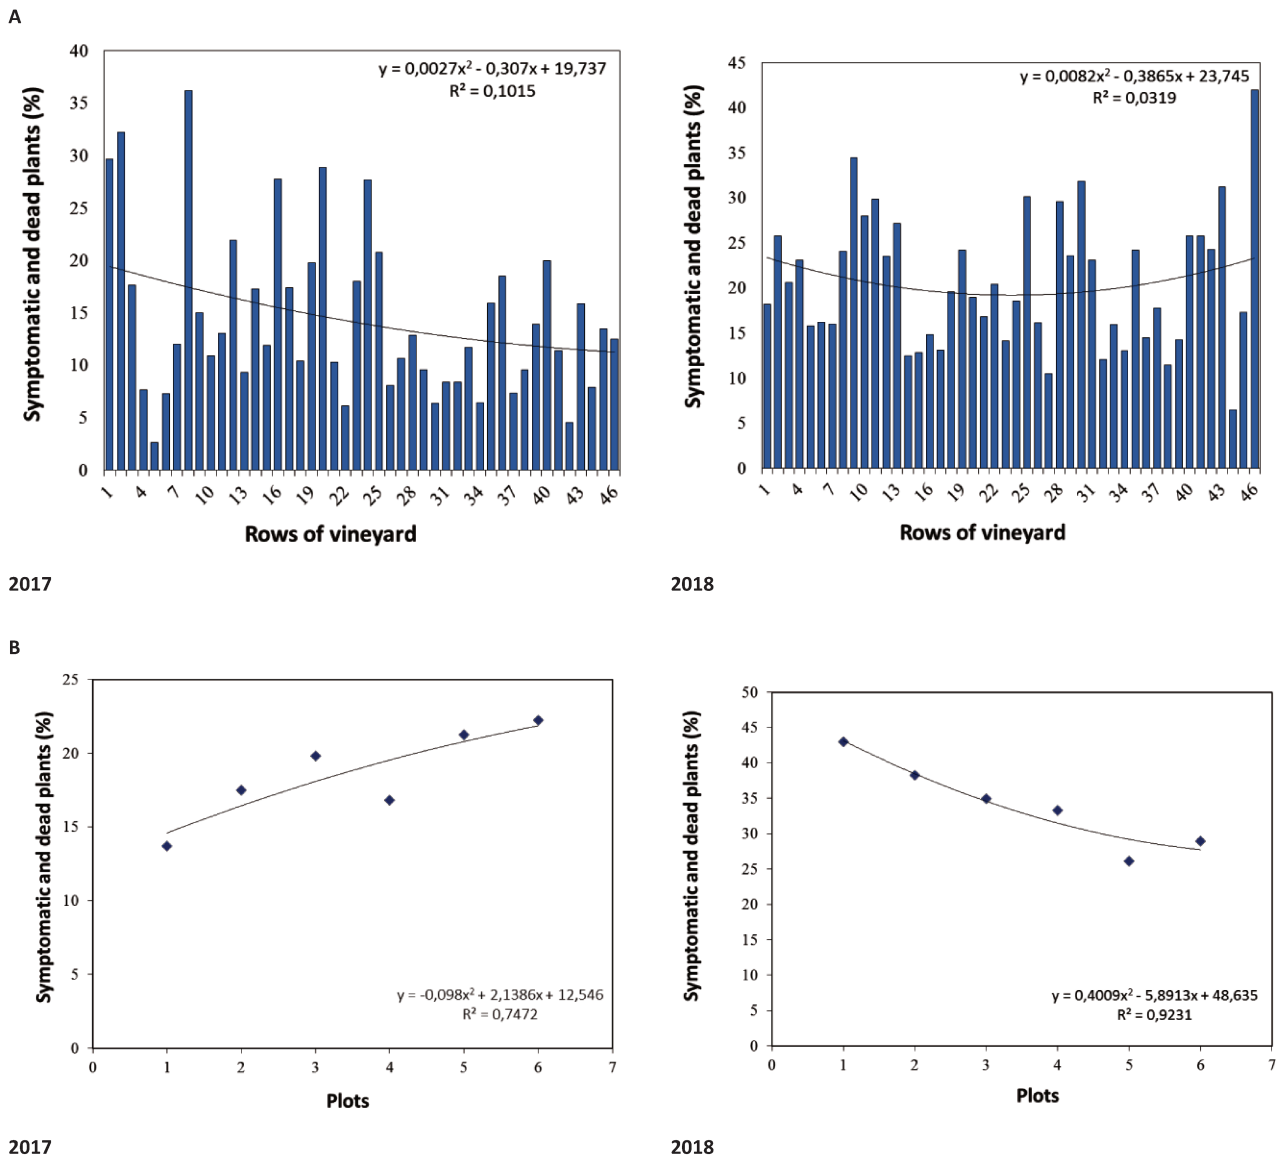 A
Symptomatic and dead plants (%)
40
35
30
25
20
15
10
5
0
y = 0,0027x² - 0,307x + 19,737
R² = 0,1015
1 4 7 10 13 16 19 22 25 28 31 34 37 40 43 46
Rows of vineyard
2017
Symptomatic and dead plants (%)
45
40
35
30
25
20
15
10
5
0
y = 0,0082x² - 0,3865x + 23,745
R² = 0,0319
1 4 7 10 13 16 19 22 25 28 31 34 37 40 43 46
Rows of vineyard
2018
B
Symptomatic and dead plants (%)
25
20
15
10
5
0
y = -0,098x² + 2,1386x + 12,546
R² = 0,7472
0 1 2 3 4 5 6 7
Plots
2017
Symptomatic and dead plants (%)
50
45
40
35
30
25
20
15
10
5
0
y = 0,4009x² - 5,8913x + 48,635
R² = 0,9231
0 1 2 3 4 5 6 7
Plots
2018